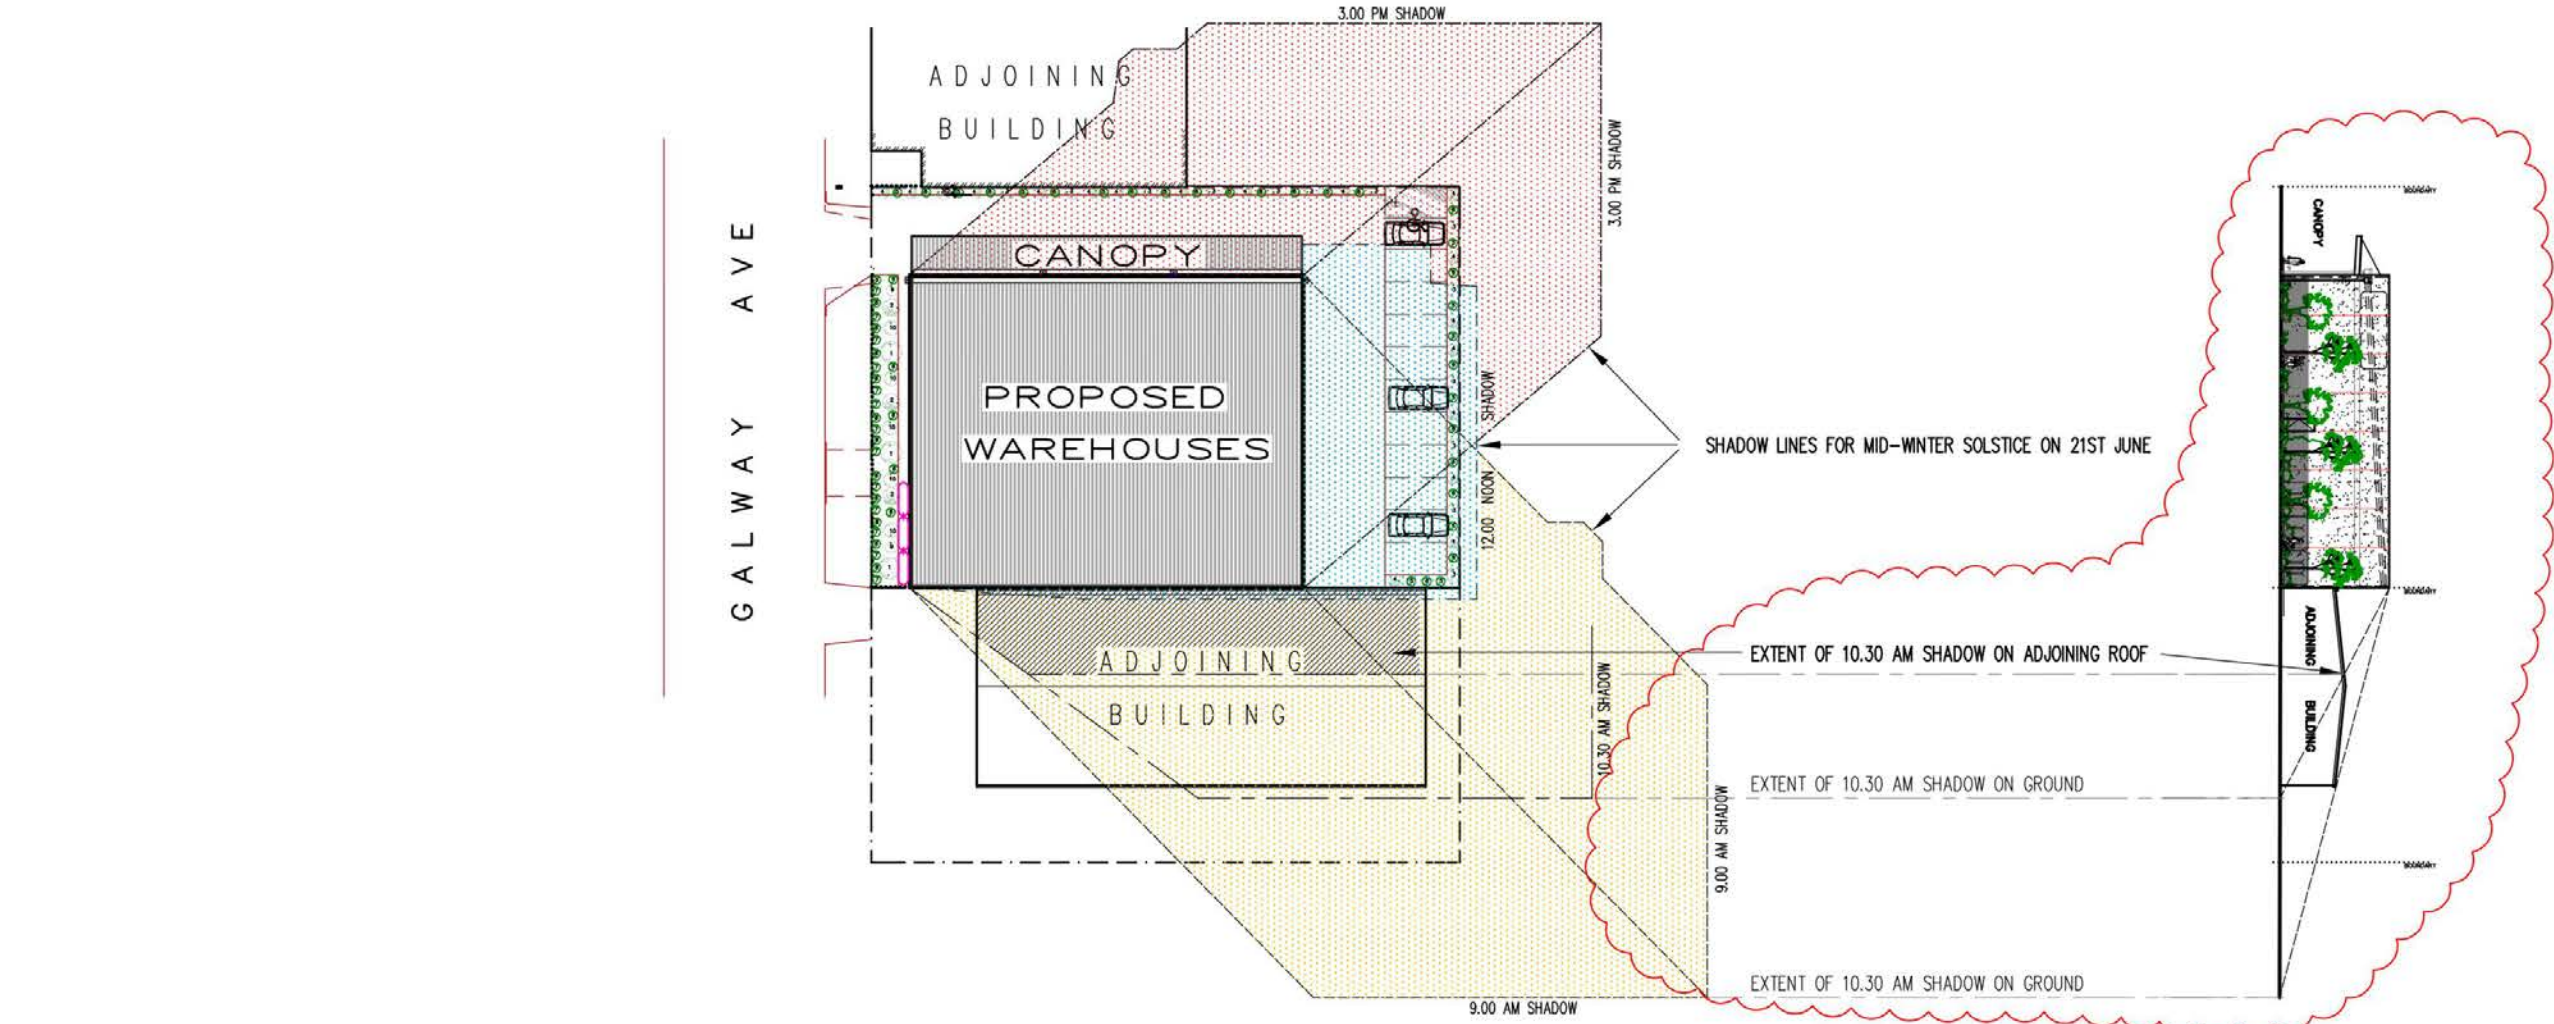 3.00 PM SHADOW
ADJOINING
BUILDING
3.00 PM SHADOW
BOUNDARY
CANOPY
CANOPY
GALWAY AVE
PROPOSED
WAREHOUSES
12.00 NOON SHADOW
SHADOW LINES FOR MID-WINTER SOLSTICE ON 21ST JUNE
BOUNDARY
ADJOINING
BUILDING
10.30 AM SHADOW
EXTENT OF 10.30 AM SHADOW ON ADJOINING ROOF
ADJOINING
BUILDING
EXTENT OF 10.30 AM SHADOW ON GROUND
9.00 AM SHADOW
BOUNDARY
EXTENT OF 10.30 AM SHADOW ON GROUND
9.00 AM SHADOW